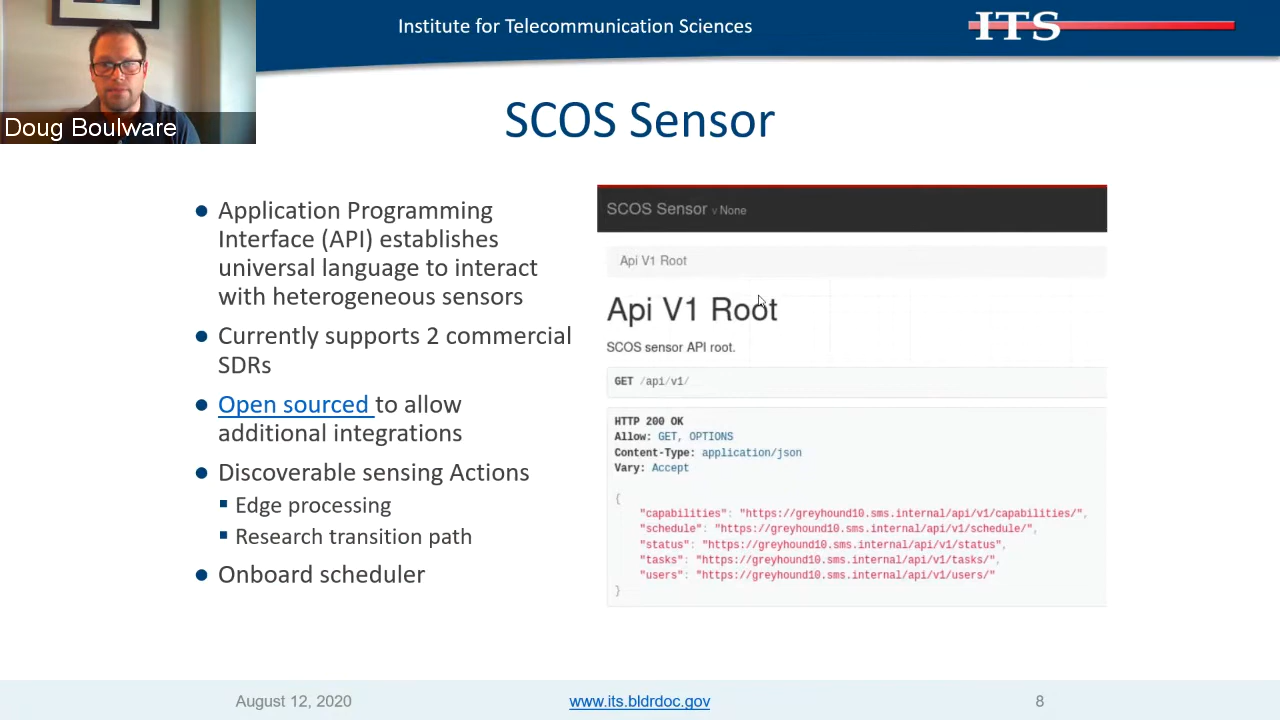 Institute for Telecommunication Sciences
ITS
Doug Boulware
SCOS Sensor
● Application Programming
Interface (API) establishes
universal language to interact
with heterogeneous sensors
● Currently supports 2 commercial
SDRs
● Open sourced to allow
additional integrations
● Discoverable sensing Actions
▪ Edge processing
▪ Research transition path
● Onboard scheduler
SCOS Sensor v None
Api V1 Root
Api V1 Root
SCOS sensor API root.
GET /api/v1/
HTTP 200 OK
Allow: GET, OPTIONS
Content-Type: application/json
Vary: Accept
{
"capabilities": "https://greyhound10.sms.internal/api/v1/capabilities/",
"schedule": "https://greyhound10.sms.internal/api/v1/schedule/",
"status": "https://greyhound10.sms.internal/api/v1/status",
"tasks": "https://greyhound10.sms.internal/api/v1/tasks/",
"users": "https://greyhound10.sms.internal/api/v1/users/"
}
August 12, 2020
www.its.bldrdoc.gov
8